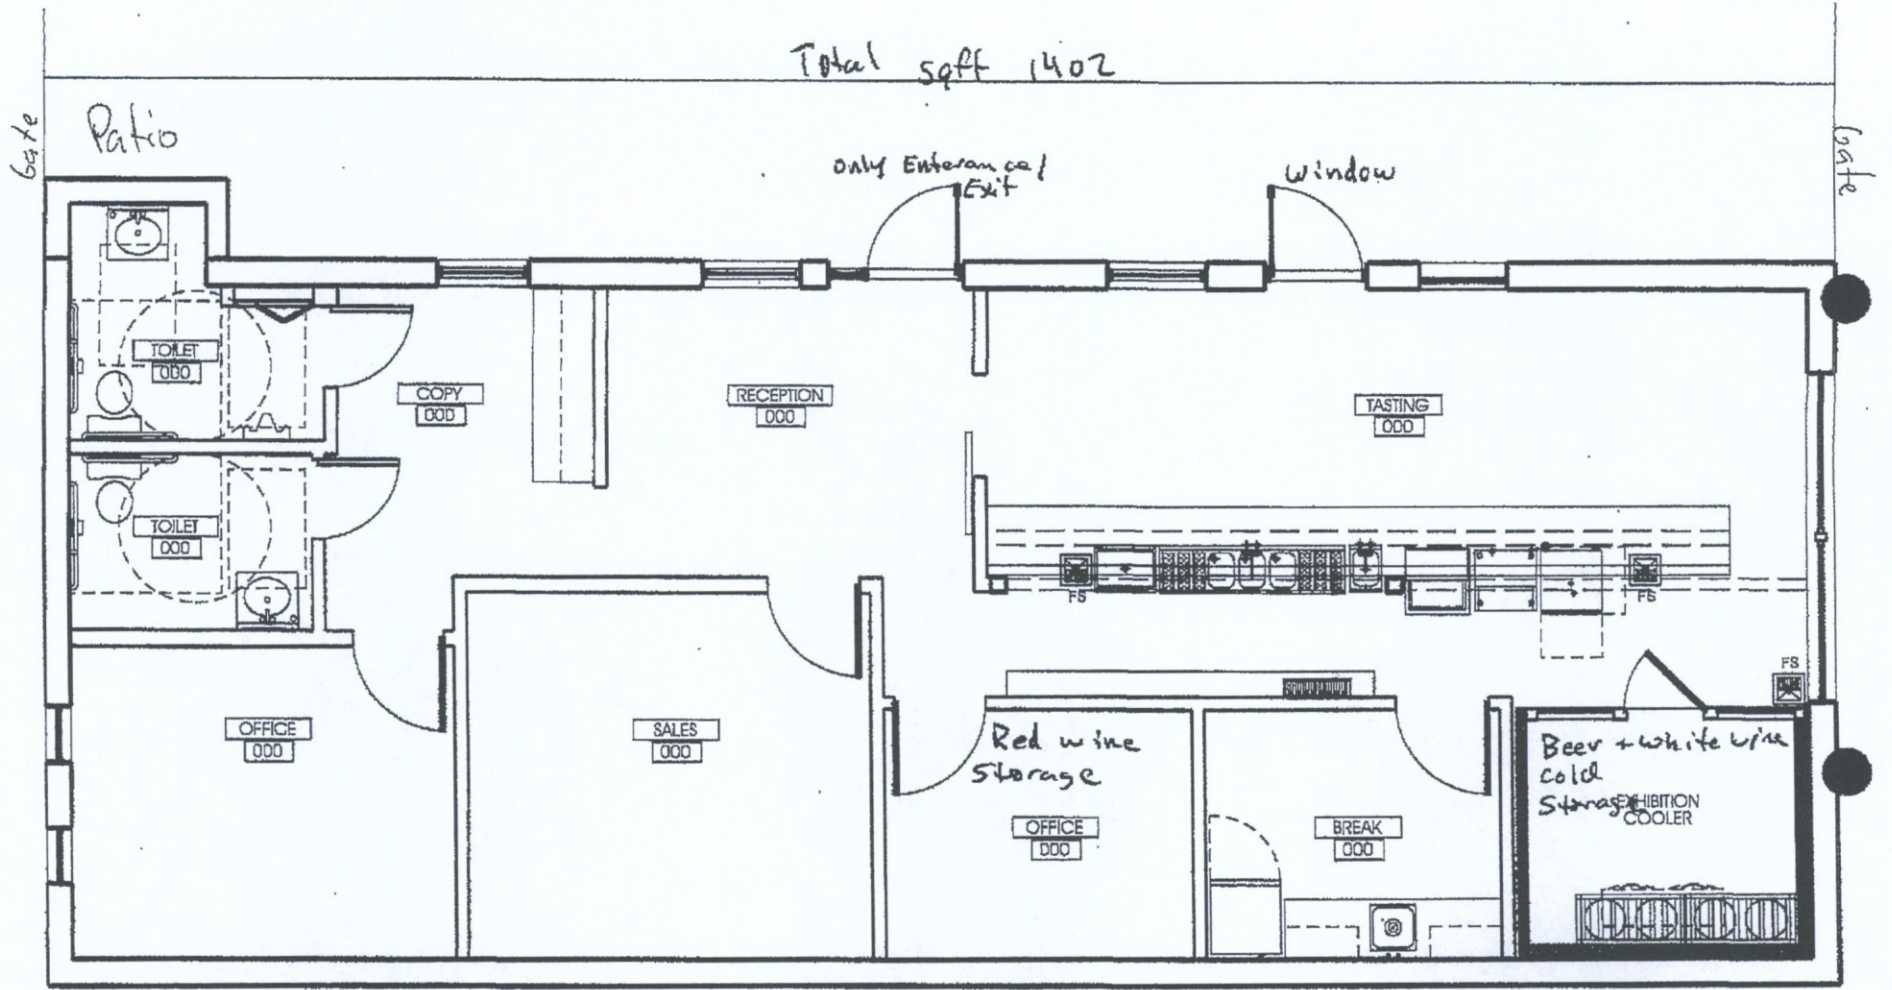 Total sqft 1402
Gate
Patio
Gate
only Enterance/
Exit
Window
TOILET
000
COPY
000
RECEPTION
000
TASTING
000
TOILET
000
FS
FS
FS
OFFICE
000
SALES
000
Red wine
Storage
OFFICE
000
BREAK
000
Beer + white wine
cold
Storage
EXHIBITION
COOLER